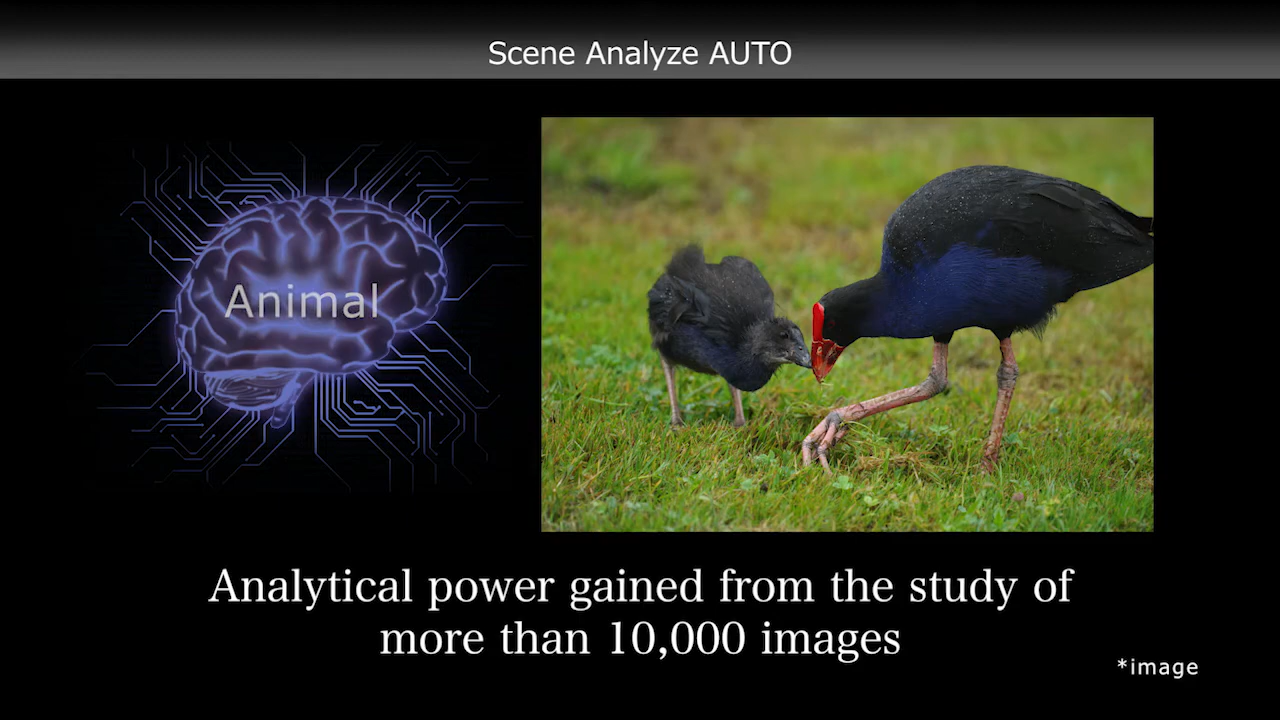 Scene Analyze AUTO
Animal
Analytical power gained from the study of
more than 10,000 images
*image